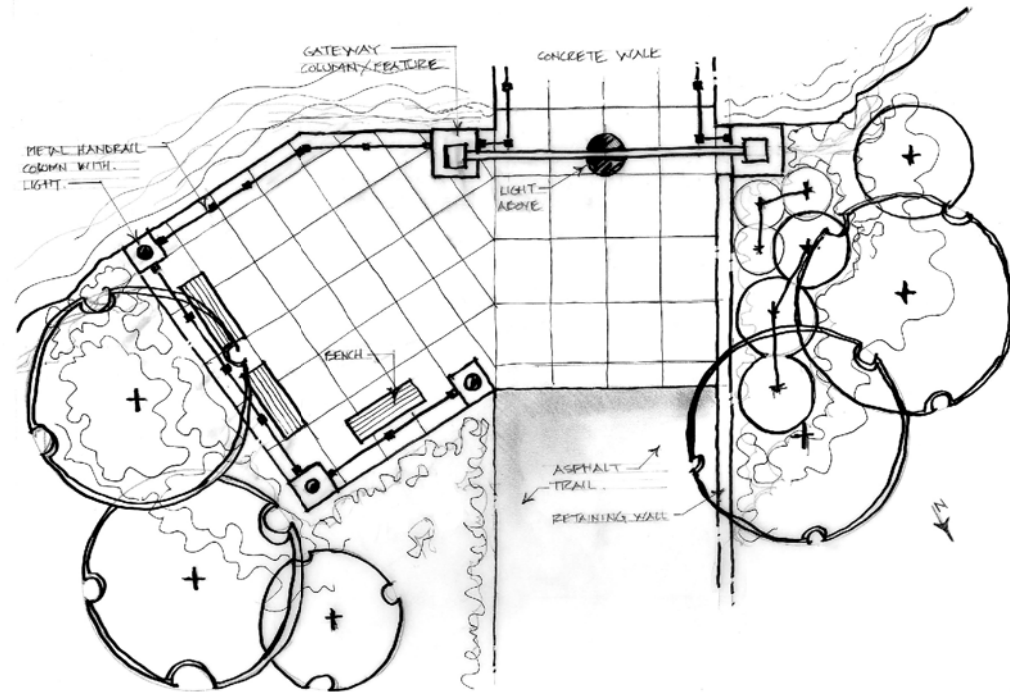 GATEWAY
COLUMN/FEATURE
CONCRETE WALK
METAL HANDRAIL
COLUMN WITH
LIGHT
LIGHT
ABOVE
BENCH
ASPHALT
TRAIL
RETAINING WALL
N